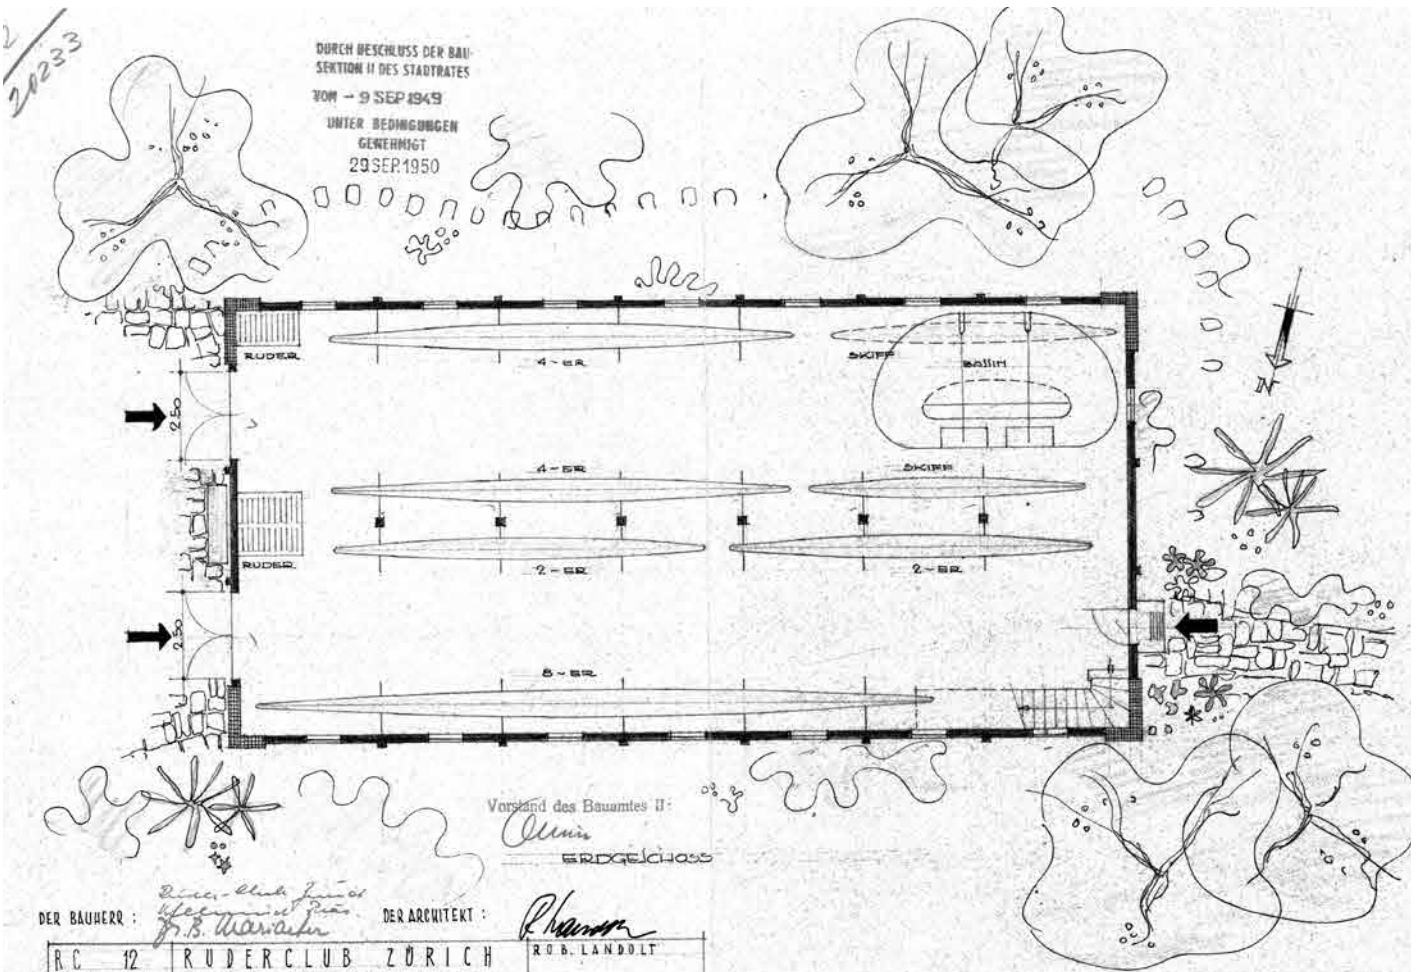 20233
DURCH BESCHLUSS DER BAU-
SEKTION II DES STADTRATES
VOM - 9 SEP 1949
UNTER BEDINGUNGEN
GENEHMIGT
29 SEP. 1950
RUDER
4-ER
SKIFF
BASSIN
N
2 50
4-ER
SKIFF
RUDER
2-ER
2-ER
2 50
8-ER
Vorstand des Bauamtes II:
ERDGESCHOSS
DER BAUHERR :
DER ARCHITEKT :
RC 12 RUDERCLUB ZÜRICH ROB. LANDOLT